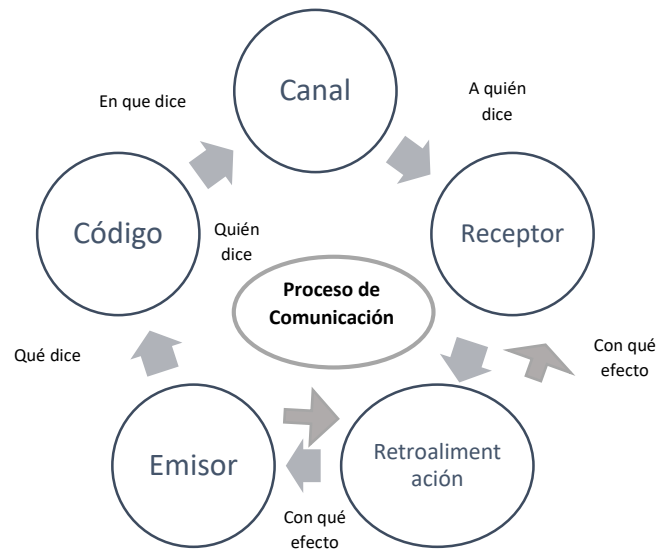 Canal
En que dice
A quién
dice
Código
Quién
dice
Receptor
Proceso de
Comunicación
Qué dice
Con qué
efecto
Emisor
Retroaliment
ación
Con qué
efecto